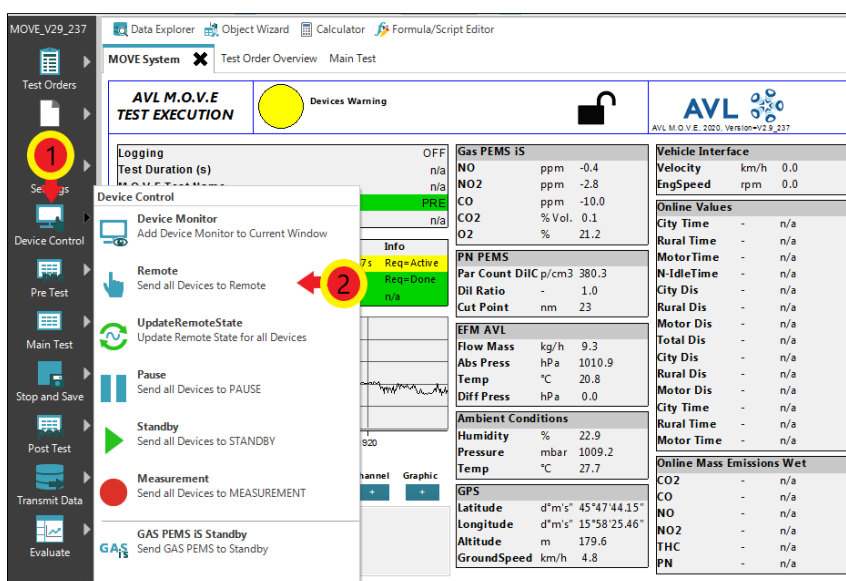 MOVE_V29_237
Data Explorer Object Wizard Calculator Formula/Script Editor
MOVE System Test Order Overview Main Test
Test Orders
Device Control
Pre Test
Main Test
Stop and Save
Post Test
Transmit Data
Evaluate
1
2
AVL M.O.V.E
TEST EXECUTION
Devices Warning
AVL
AVL M.O.V.E, 2020, Version=V2.9_237
Logging OFF
Test Duration (s) n/a
n/a
PRE
n/a
Info
7s Req=Active
Req=Done
n/a
920
Channel Graphic
+ +
Device Control
Device Monitor
Add Device Monitor to Current Window
Remote
Send all Devices to Remote
UpdateRemoteState
Update Remote State for all Devices
Pause
Send all Devices to PAUSE
Standby
Send all Devices to STANDBY
Measurement
Send all Devices to MEASUREMENT
GAS iS
GAS PEMS iS Standby
Send GAS PEMS to Standby
Gas PEMS iS
NO ppm -0.4
NO2 ppm -2.8
CO ppm -10.0
CO2 % Vol. 0.1
O2 % 21.2
PN PEMS
Par Count DilC p/cm3 380.3
Dil Ratio - 1.0
Cut Point nm 23
EFM AVL
Flow Mass kg/h 9.3
Abs Press hPa 1010.9
Temp °C 20.8
Diff Press hPa 0.0
Ambient Conditions
Humidity % 22.9
Pressure mbar 1009.2
Temp °C 27.7
GPS
Latitude d°m's" 45°47'44.15"
Longitude d°m's" 15°58'25.46"
Altitude m 179.6
GroundSpeed km/h 4.8
Vehicle Interface
Velocity km/h 0.0
EngSpeed rpm 0.0
Online Values
City Time - n/a
Rural Time - n/a
MotorTime - n/a
N-IdleTime - n/a
City Dis - n/a
Rural Dis - n/a
Motor Dis - n/a
Total Dis - n/a
City Dis - n/a
Rural Dis - n/a
Motor Dis - n/a
City Time - n/a
Rural Time - n/a
Motor Time - n/a
Online Mass Emissions Wet
CO2 - n/a
CO - n/a
NO - n/a
NO2 - n/a
THC - n/a
PN - n/a